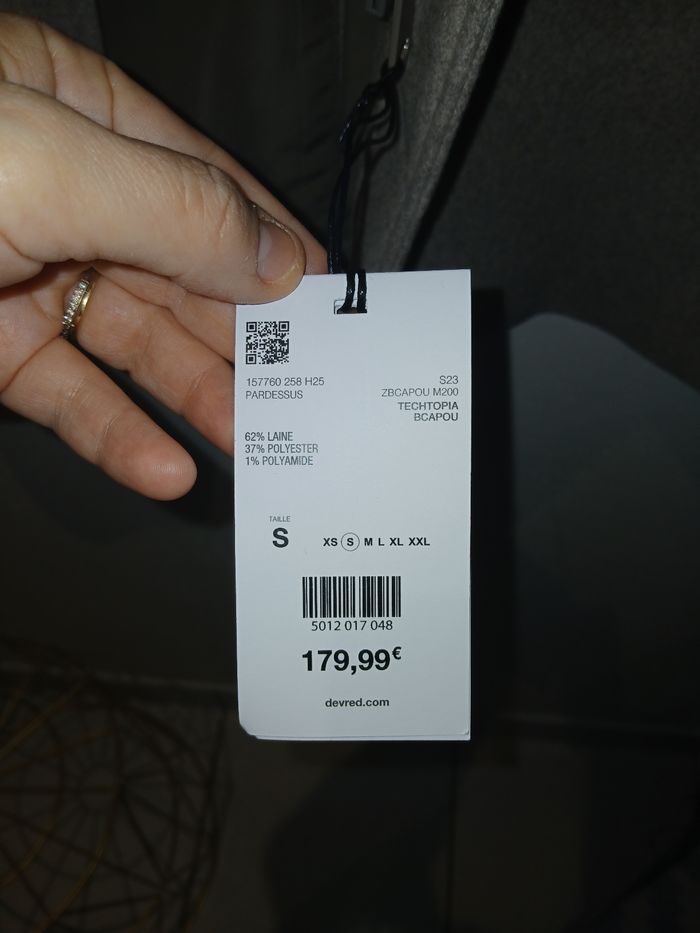 157760 258 H25
PARDESSUS
S23
ZBCAPOU M200
TECHTOPIA
BCAPOU
62% LAINE
37% POLYESTER
1% POLYAMIDE
TAILLE
S
XS S M L XL XXL
5012 017 048
179,99€
devred.com